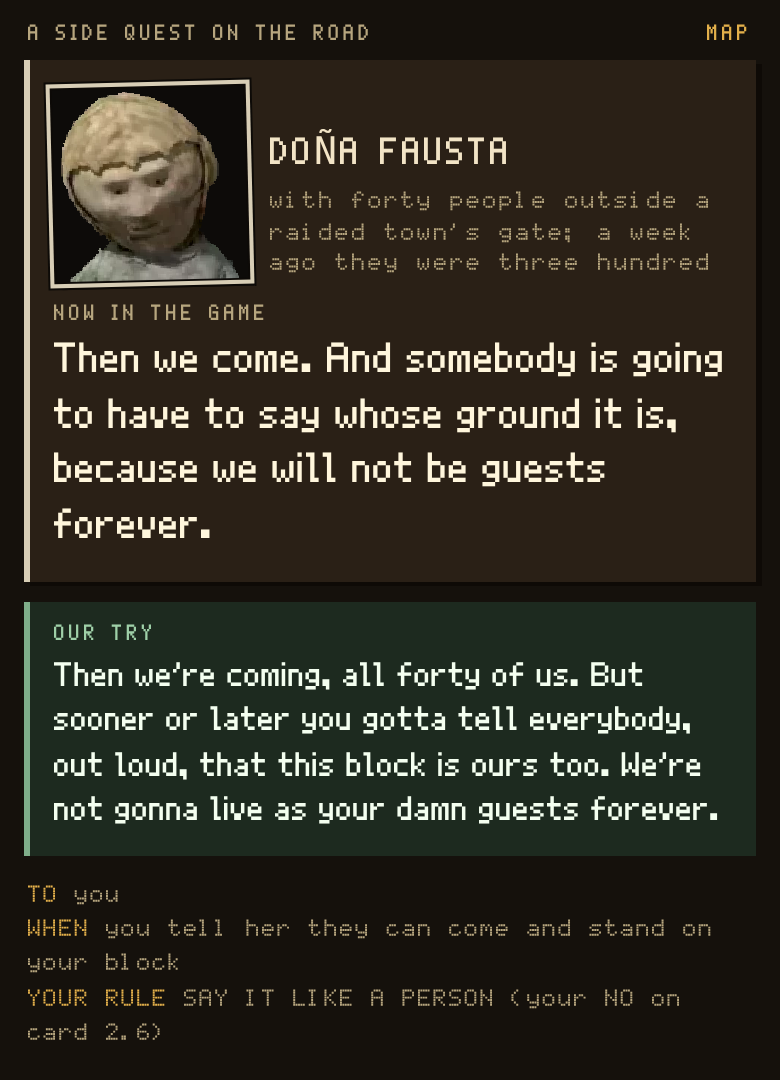 A SIDE QUEST ON THE ROAD
MAP
DOÑA FAUSTA
with forty people outside a
raided town's gate; a week
ago they were three hundred
NOW IN THE GAME
Then we come. And somebody is going
to have to say whose ground it is,
because we will not be guests
forever.
OUR TRY
Then we're coming, all forty of us. But
sooner or later you gotta tell everybody,
out loud, that this block is ours too. We're
not gonna live as your damn guests forever.
TO you
WHEN you tell her they can come and stand on
your block
YOUR RULE SAY IT LIKE A PERSON (your NO on
card 2.6)